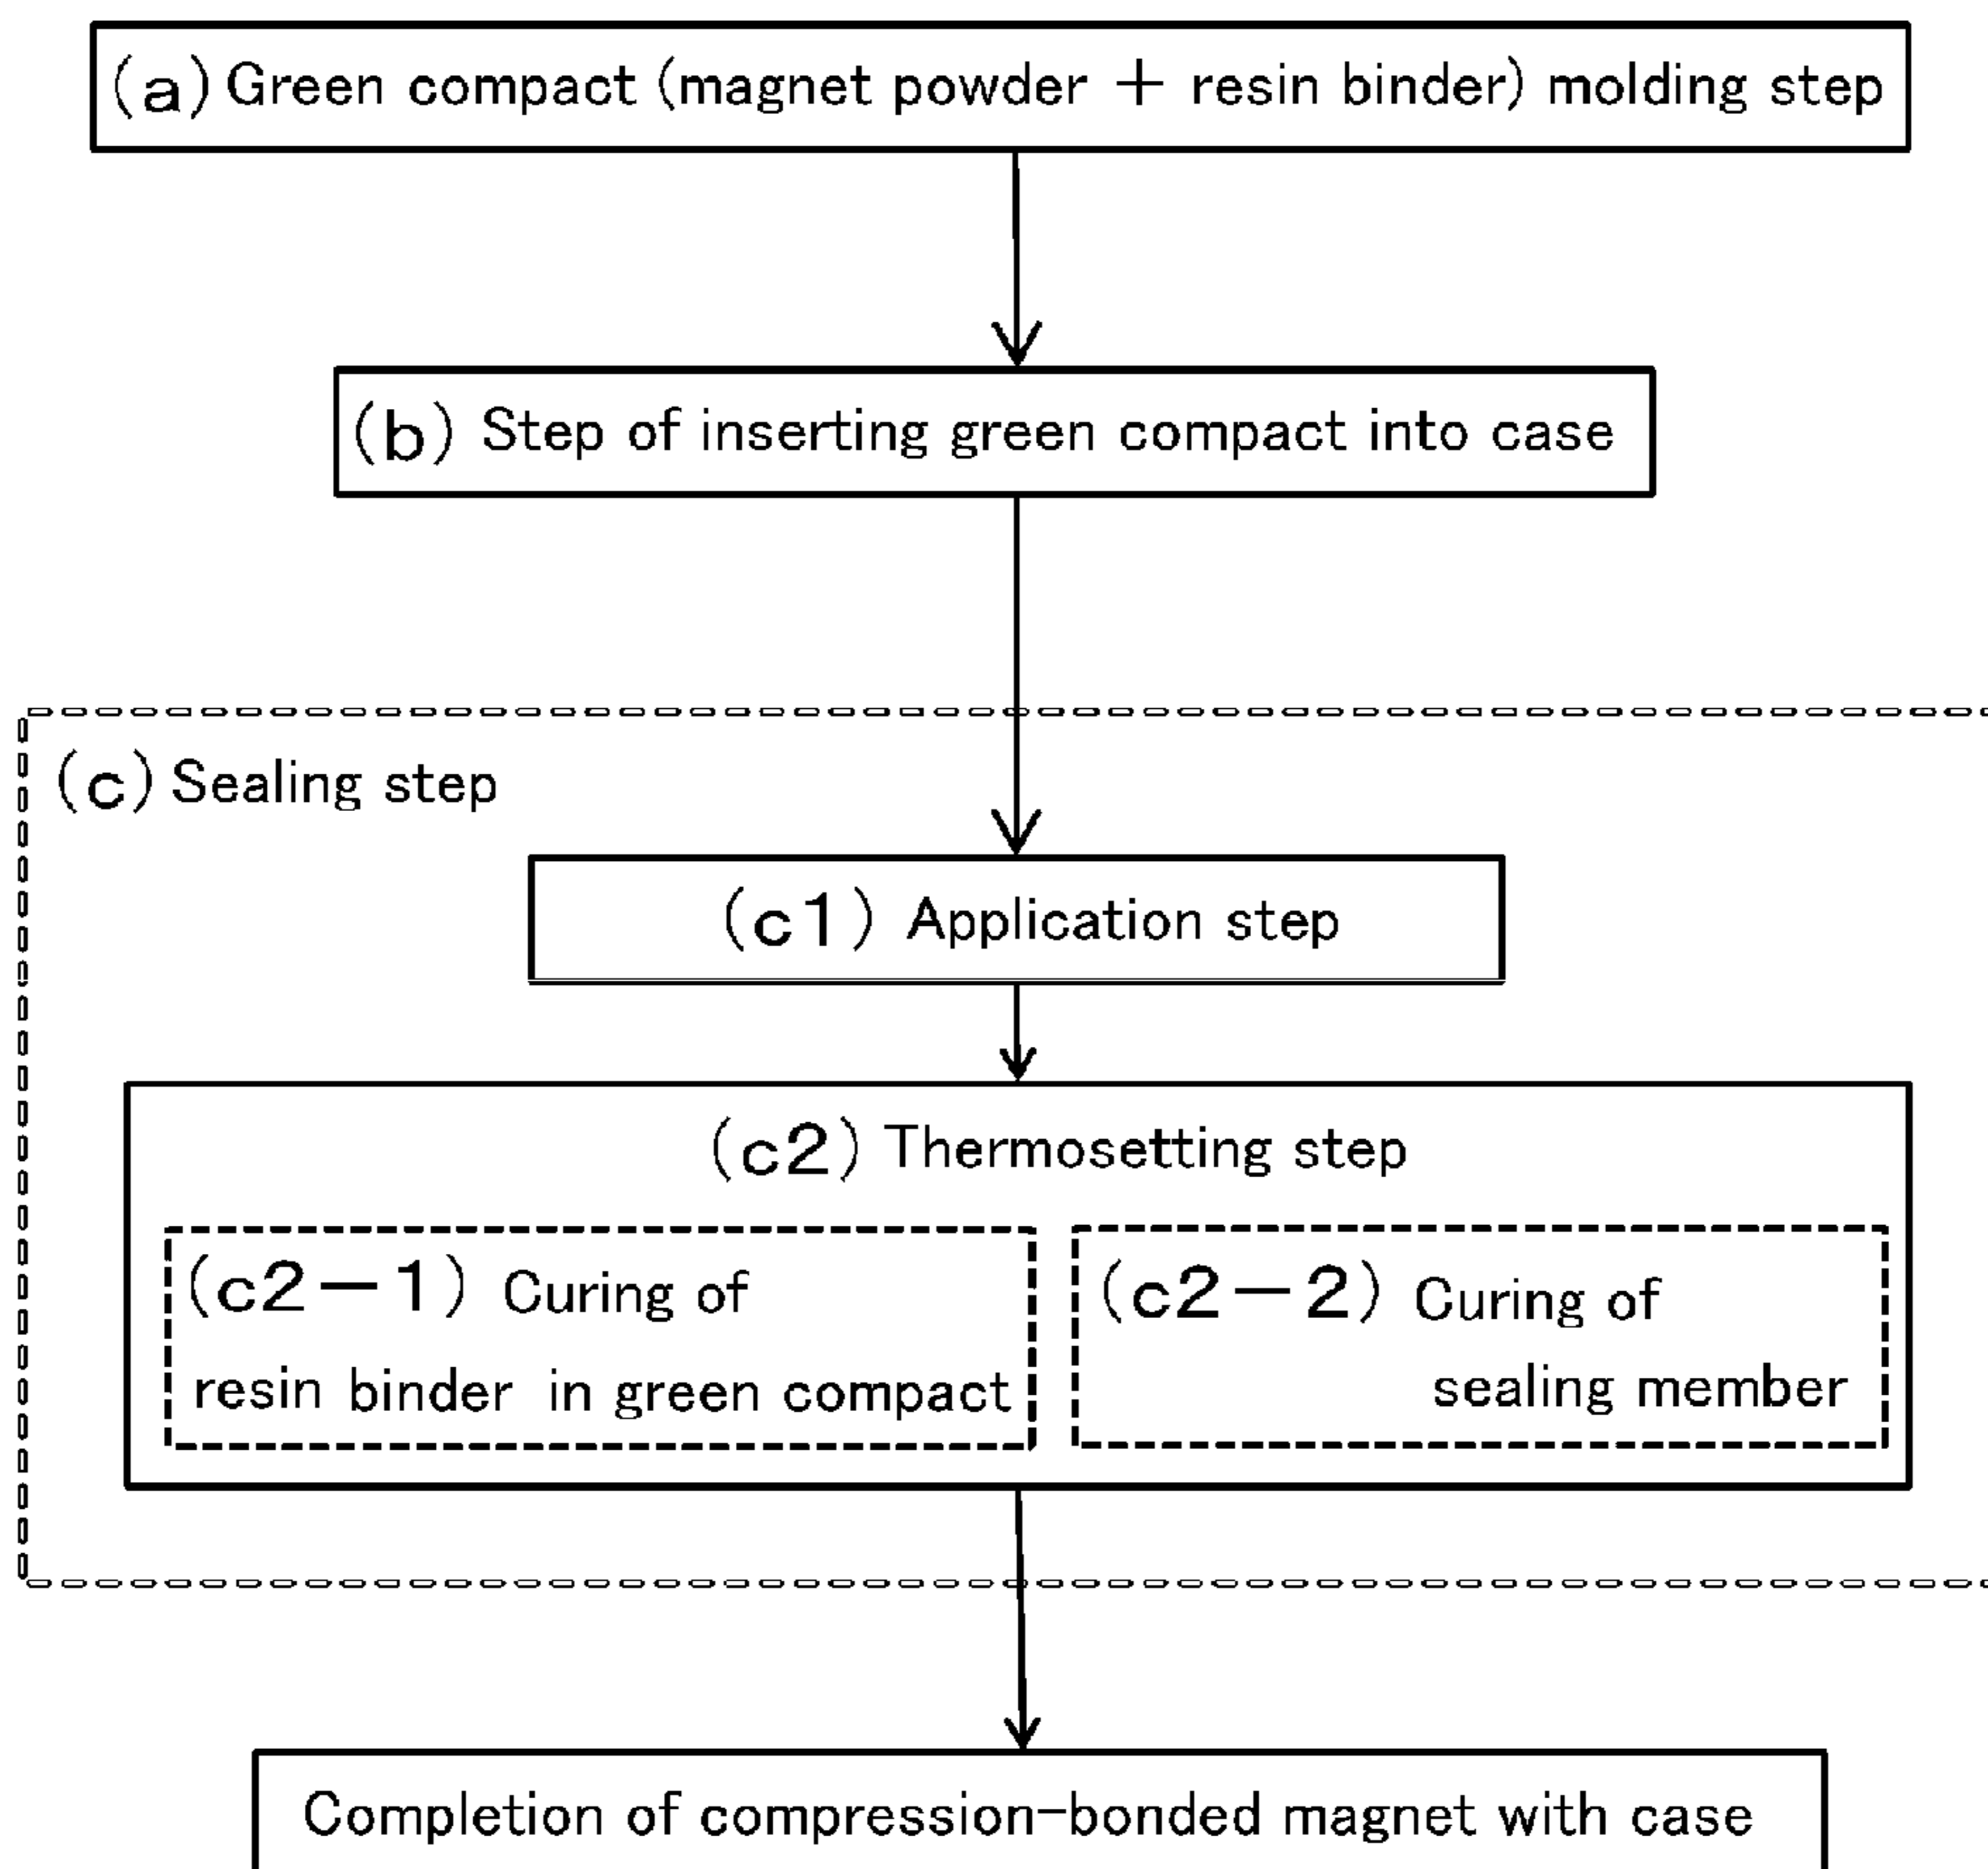 (a) Green compact (magnet powder + resin binder) molding step
(b) Step of inserting green compact into case
(c) Sealing step
(c1) Application step
(c2) Thermosetting step
(c2-1) Curing of
resin binder in green compact
(c2-2) Curing of
sealing member
Completion of compression-bonded magnet with case